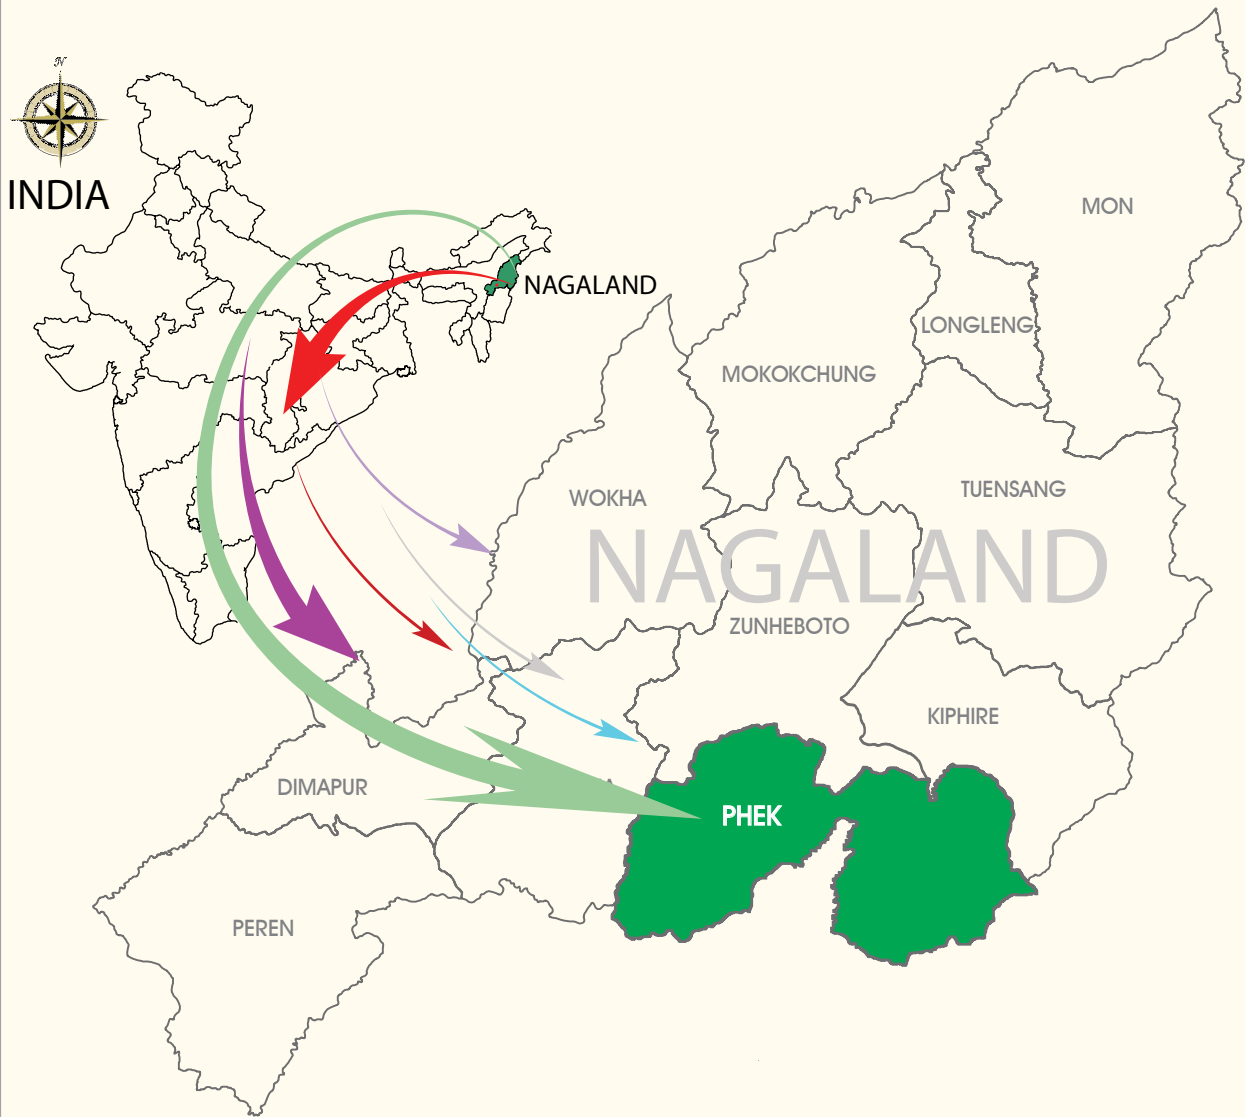 N
INDIA
NAGALAND
MON
LONGLENG
MOKOKCHUNG
TUENSANG
WOKHA
NAGALAND
ZUNHEBOTO
KIPHIRE
DIMAPUR
PHEK
PEREN